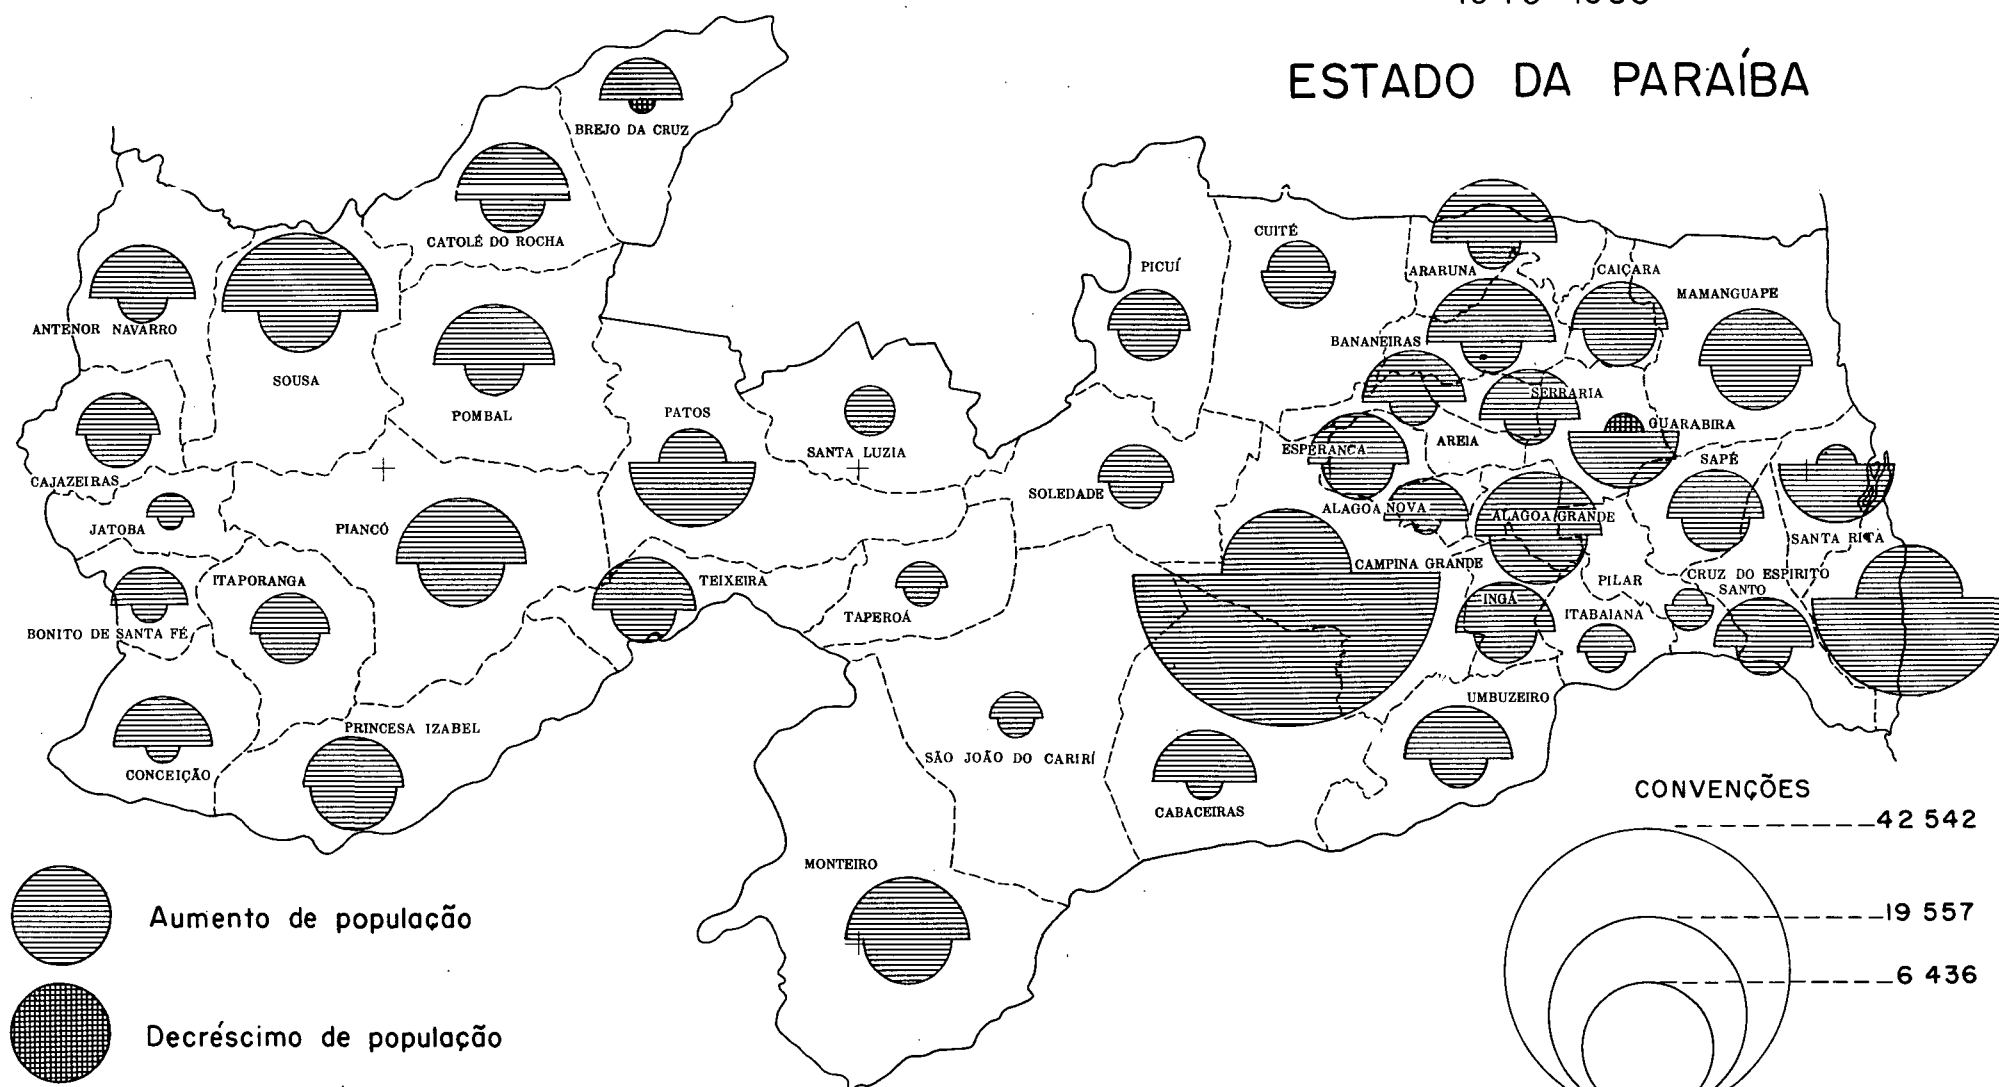 ESTADO DA PARAÍBA
BREJO DA CRUZ
CATOLÉ DO ROCHA
ANTENOR NAVARRO
SOUSA
POMBAL
CAJAZEIRAS
JATOBA
PIANCÓ
BONITO DE SANTA FÉ
ITAPORANGA
CONCEIÇÃO
PRINCESA IZABEL
PATOS
SANTA LUZIA
TEIXEIRA
TAPEROÁ
SOLEDADE
PICUÍ
CUITÉ
ARARUNA
CAIÇARA
MAMANGUAPE
BANANEIRAS
SERRARIA
GUARABIRA
ESPERANÇA
AREIA
SAPÉ
ALAGOA NOVA
ALAGOA GRANDE
SANTA RITA
CAMPINA GRANDE
PILAR
CRUZ DO ESPIRITO
SANTO
INGÁ
ITABAIANA
UMBUZEIRO
SÃO JOÃO DO CARIRÍ
CABACEIRAS
MONTEIRO
CONVENÇÕES
42 542
19 557
6 436
Aumento de população
Decréscimo de população